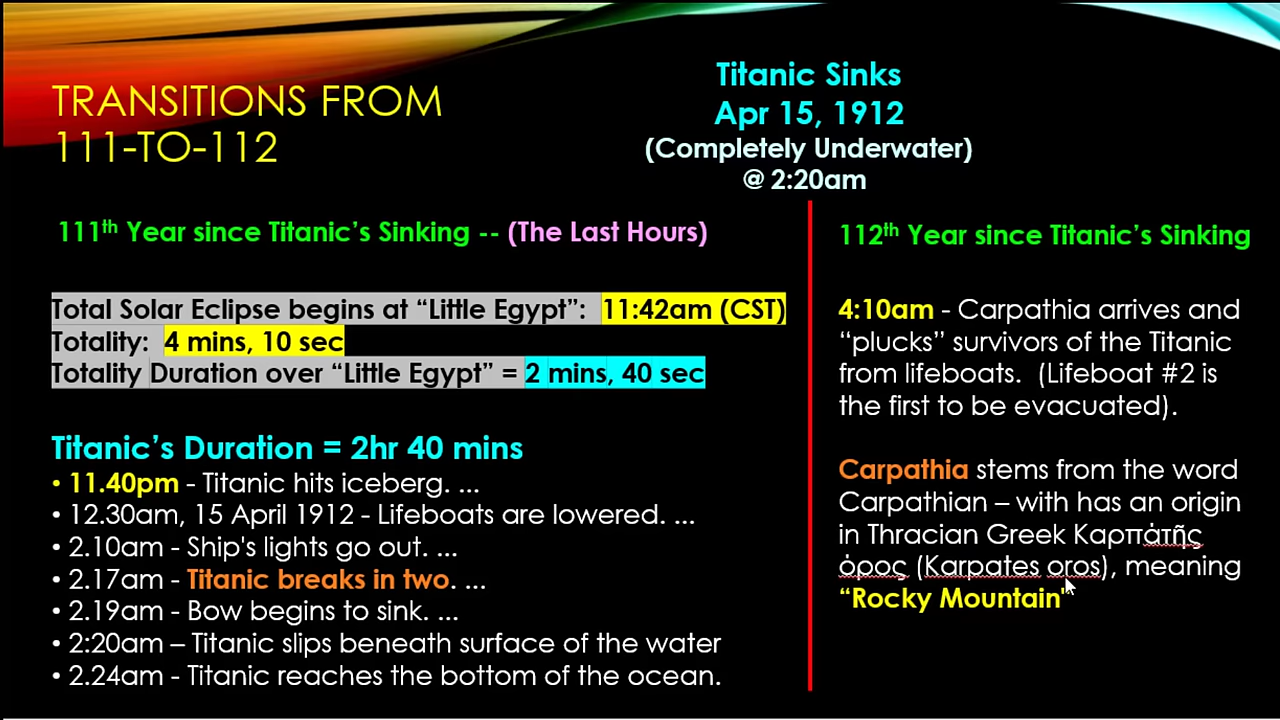 TRANSITIONS FROM
111-TO-112
Titanic Sinks
Apr 15, 1912
(Completely Underwater)
@ 2:20am
111th Year since Titanic’s Sinking -- (The Last Hours)
Total Solar Eclipse begins at “Little Egypt”: 11:42am (CST)
Totality: 4 mins, 10 sec
Totality Duration over “Little Egypt” = 2 mins, 40 sec
Titanic’s Duration = 2hr 40 mins
• 11.40pm - Titanic hits iceberg. ...
• 12.30am, 15 April 1912 - Lifeboats are lowered. ...
• 2.10am - Ship's lights go out. ...
• 2.17am - Titanic breaks in two. ...
• 2.19am - Bow begins to sink. ...
• 2:20am – Titanic slips beneath surface of the water
• 2.24am - Titanic reaches the bottom of the ocean.
112th Year since Titanic’s Sinking
4:10am - Carpathia arrives and
“plucks” survivors of the Titanic
from lifeboats. (Lifeboat #2 is
the first to be evacuated).
Carpathia stems from the word
Carpathian – with has an origin
in Thracian Greek Καρπἀτῆς
ὀρος (Karpates oros), meaning
“Rocky Mountain"